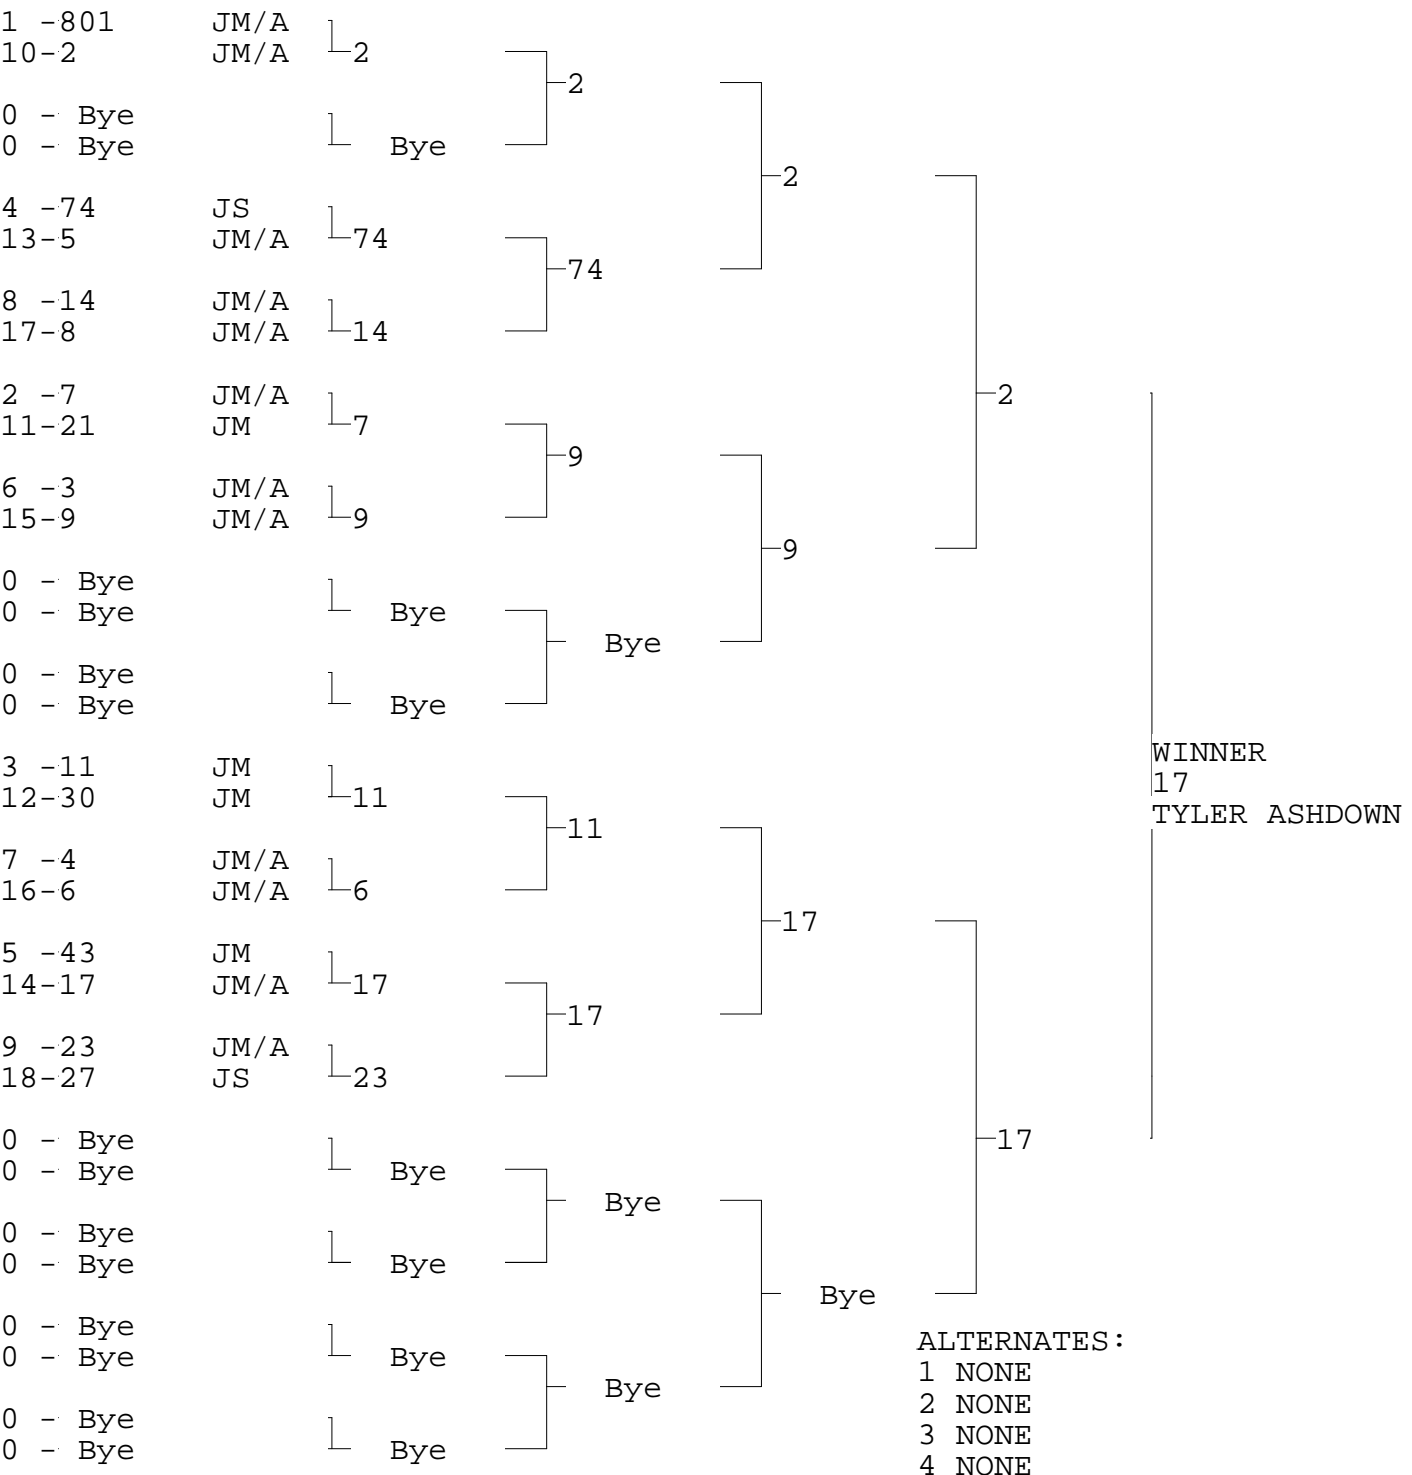 1 -801 JM/A
10-2 JM/A 2
2
0 - Bye
0 - Bye Bye
2
4 -74 JS
13-5 JM/A 74
74
8 -14 JM/A
17-8 JM/A 14
2 -7 JM/A 2
11-21 JM 7
9
6 -3 JM/A
15-9 JM/A 9
9
0 - Bye
0 - Bye Bye
Bye
0 - Bye
0 - Bye Bye
WINNER
3 -11 JM
17
12-30 JM 11
TYLER ASHDOWN
11
7 -4 JM/A
16-6 JM/A 6
17
5 -43 JM
14-17 JM/A 17
17
9 -23 JM/A
18-27 JS 23
0 - Bye 17
0 - Bye Bye
Bye
0 - Bye
0 - Bye Bye
Bye
0 - Bye
ALTERNATES:
0 - Bye Bye
1 NONE
Bye
2 NONE
0 - Bye
3 NONE
0 - Bye Bye
4 NONE